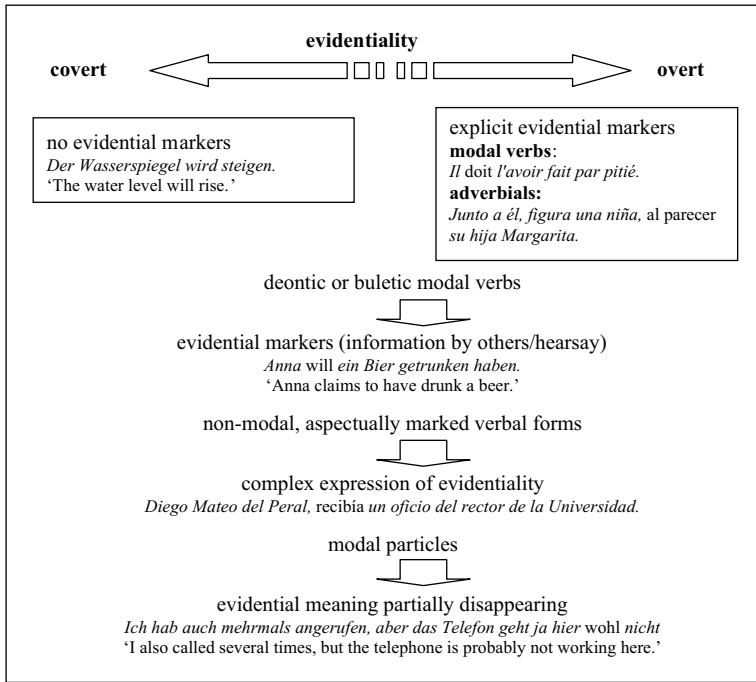 evidentiality
covert overt
no evidential markers
Der Wasserspiegel wird steigen.
‘The water level will rise.’
explicit evidential markers
modal verbs:
Il doit l'avoir fait par pitié.
adverbials:
Junto a él, figura una niña, al parecer
su hija Margarita.
deontic or buletic modal verbs
evidential markers (information by others/hearsay)
Anna will ein Bier getrunken haben.
‘Anna claims to have drunk a beer.’
non-modal, aspectually marked verbal forms
complex expression of evidentiality
Diego Mateo del Peral, recibía un oficio del rector de la Universidad.
modal particles
evidential meaning partially disappearing
Ich hab auch mehrmals angerufen, aber das Telefon geht ja hier wohl nicht
‘I also called several times, but the telephone is probably not working here.’